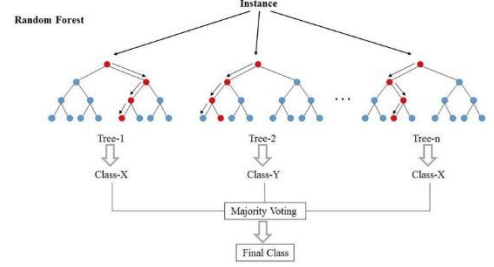 Instance
Random Forest
...
Tree-1 Tree-2 Tree-n
Class-X Class-Y Class-X
Majority Voting
Final Class